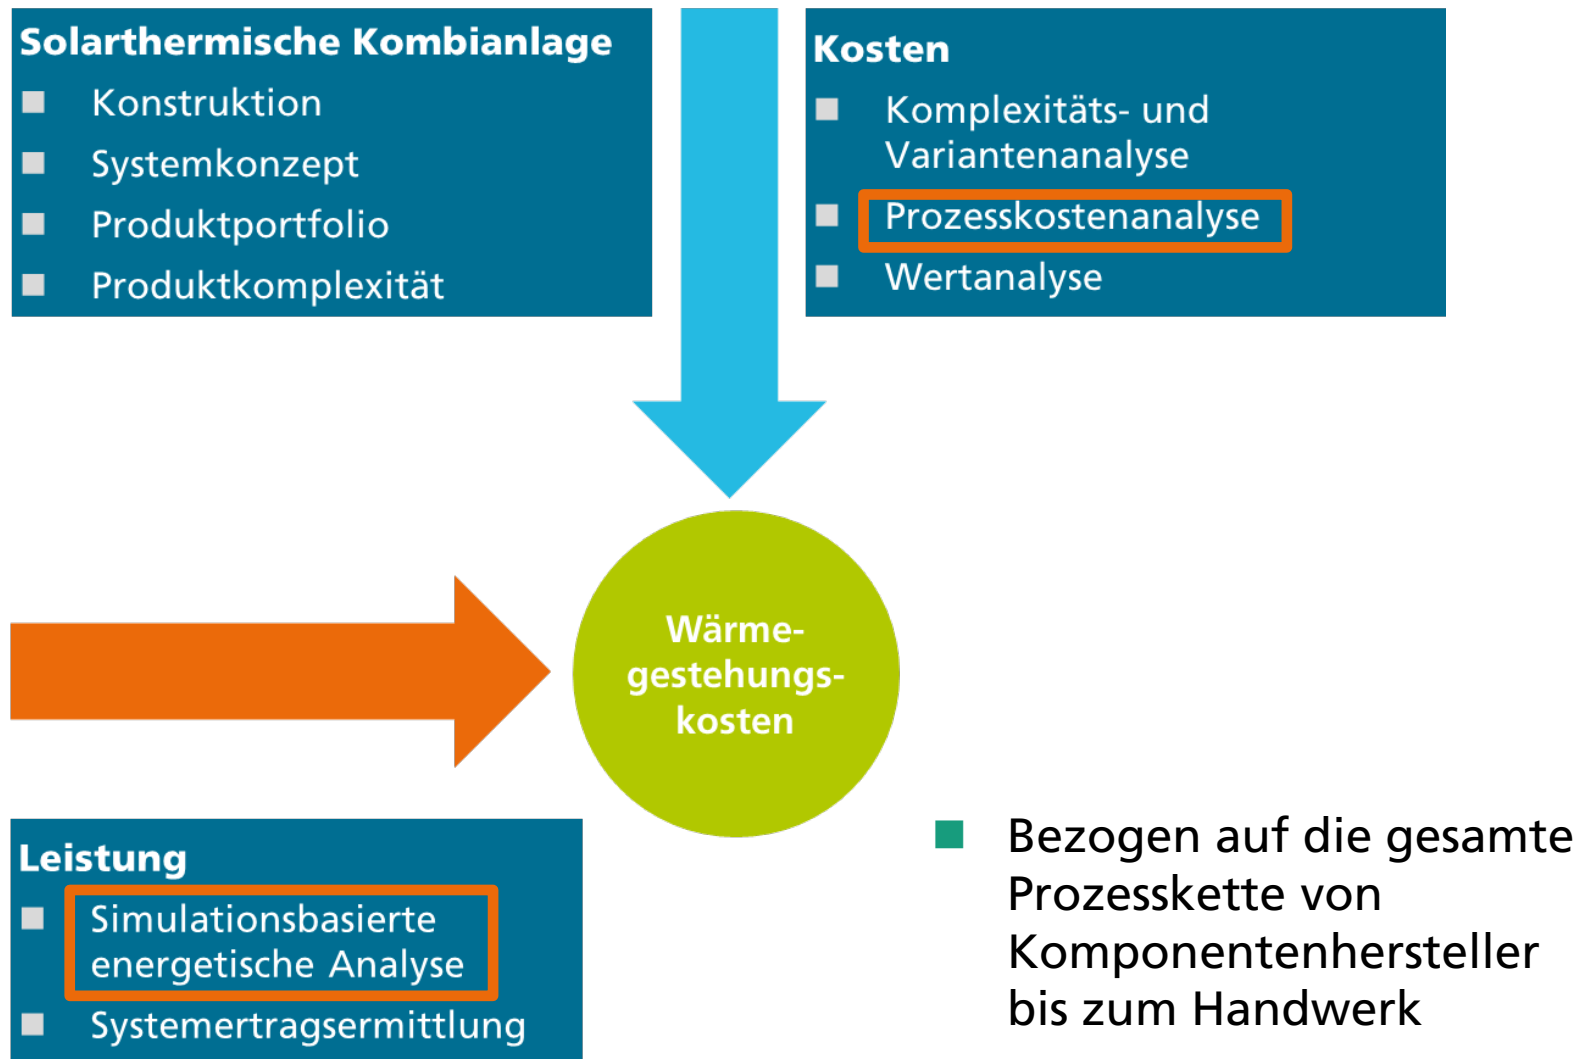 Solarthermische Kombianlage
Konstruktion
Systemkonzept
Produktportfolio
Produktkomplexität
Kosten
Komplexitäts- und
Variantenanalyse
Prozesskostenanalyse
Wertanalyse
Wärme-
gestehungs-
kosten
Leistung
Simulationsbasierte
energetische Analyse
Systemertragsermittlung
Bezogen auf die gesamte
Prozesskette von
Komponentenhersteller
bis zum Handwerk